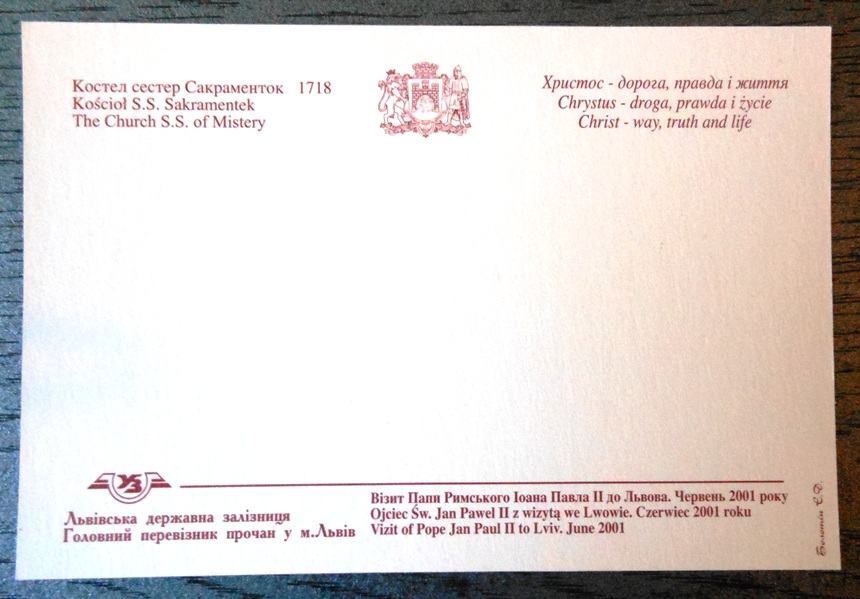 Костел сестер Сакраменток 1718
Kościoł S.S. Sakramentek
The Church S.S. of Mistery
Христос - дорога, правда і життя
Chrystus - droga, prawda i życie
Christ - way, truth and life
УЗ
Львівська державна залізниця
Головний перевізник прочан у м.Львів
Візит Папи Римського Іоана Павла ІІ до Львова. Червень 2001 року
Ojciec Św. Jan Paweł II z wizytą we Lwowie. Czerwiec 2001 roku
Vizit of Pope Jan Paul II to Lviv. June 2001